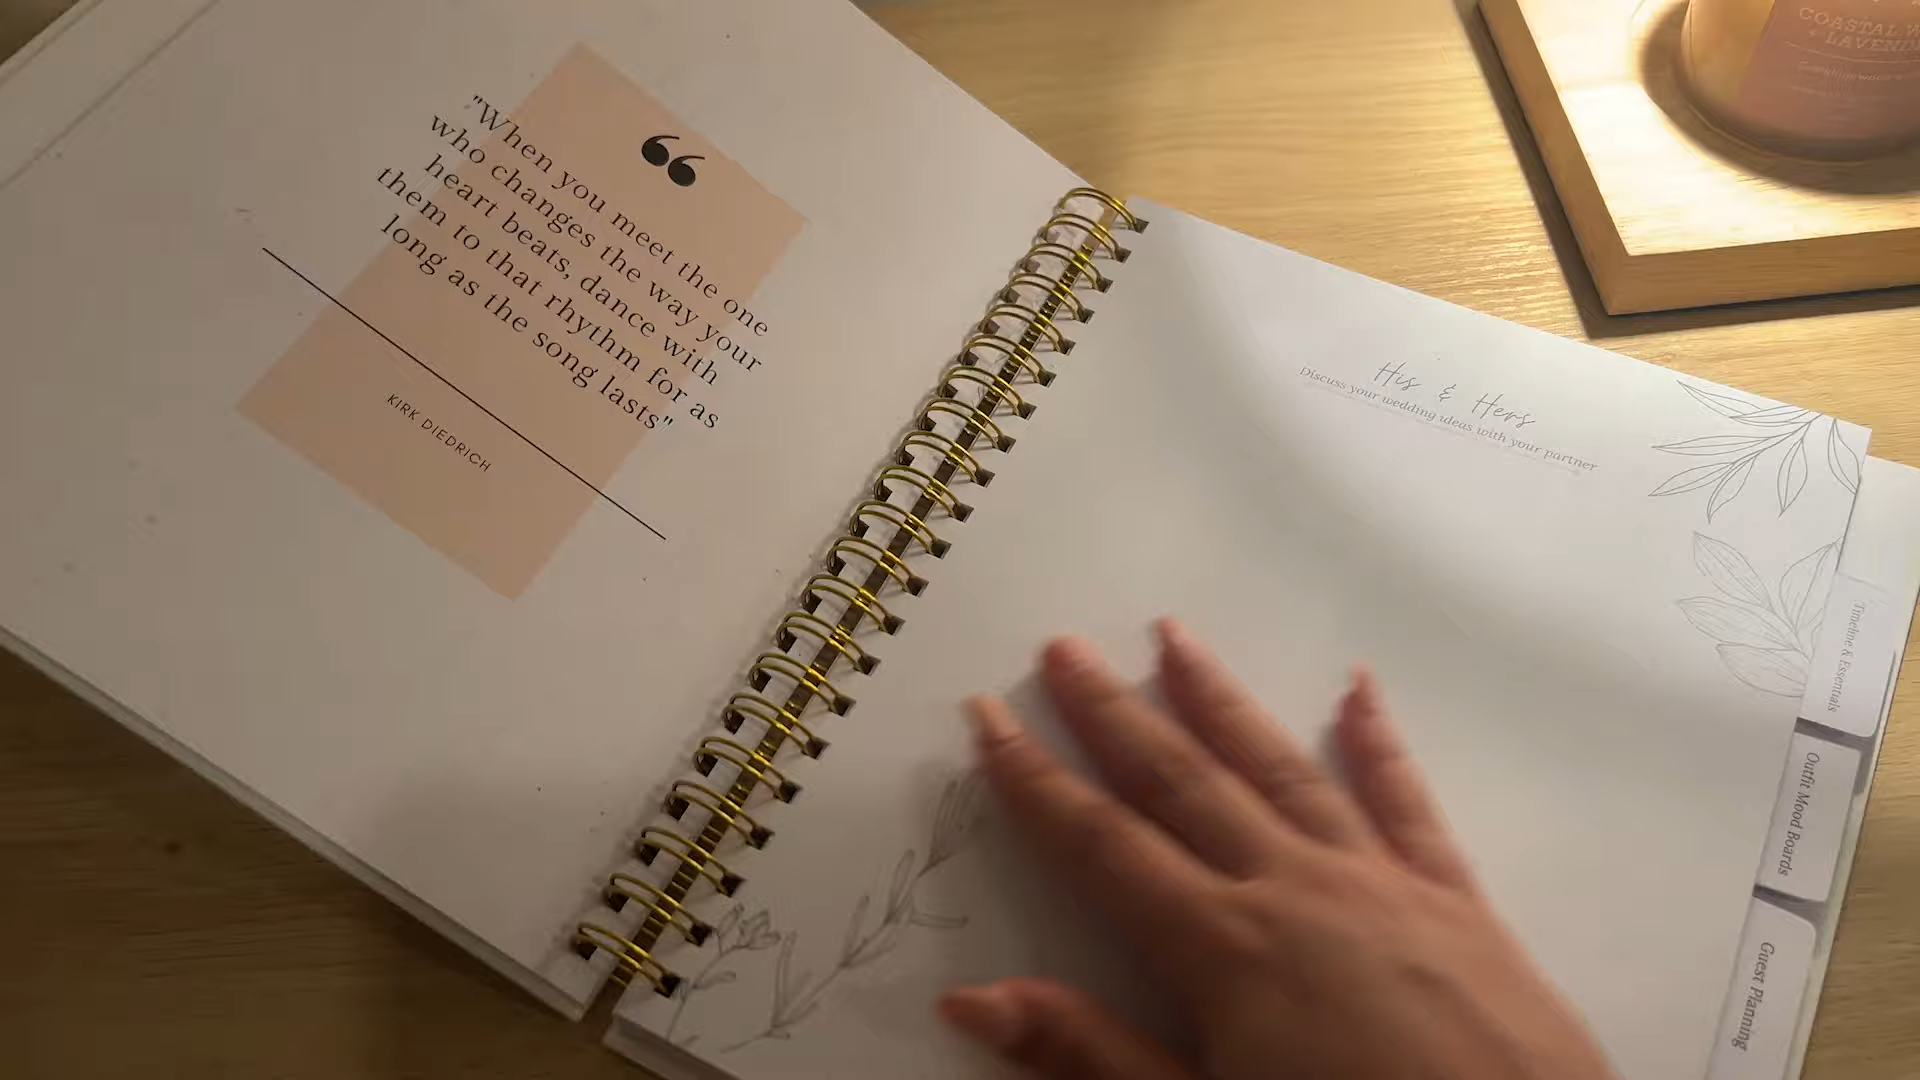 "When you meet the one
who changes the way your
heart beats, dance with
them to that rhythm for as
long as the song lasts"
KIRK DIEDRICH
His & Hers
Discuss your wedding ideas with your partner
Timeline & Essentials
Outfit Mood Boards
Guest Planning
COASTAL